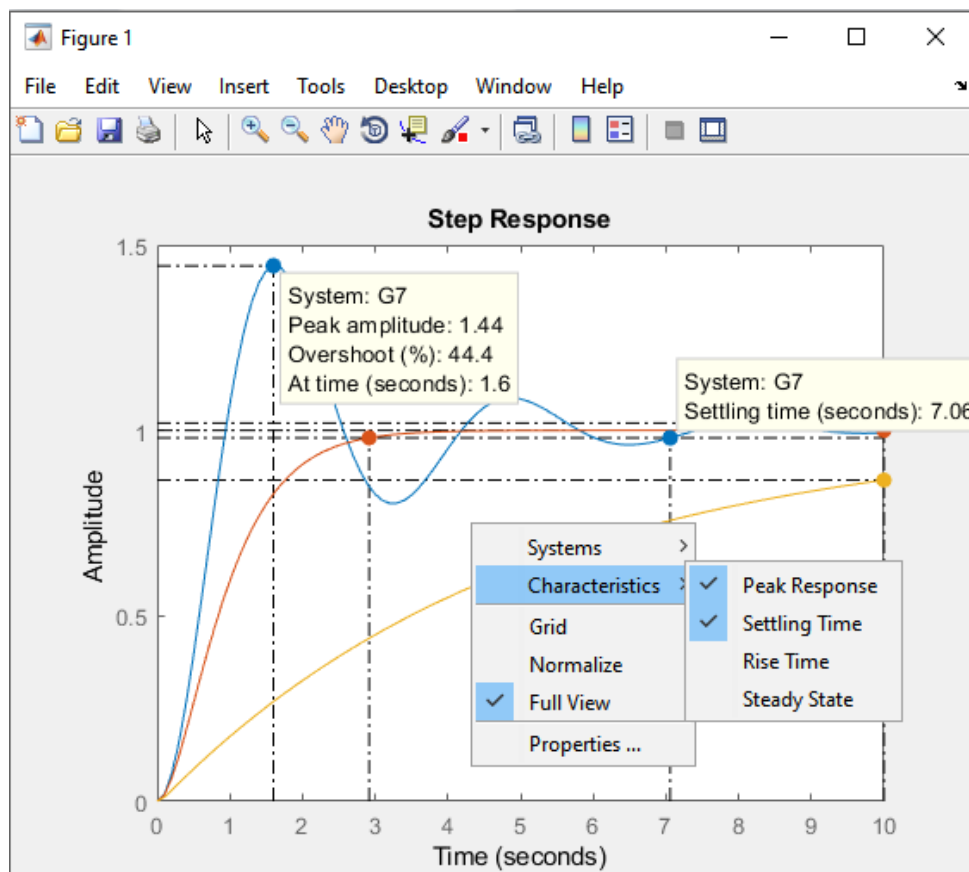 Figure 1
File Edit View Insert Tools Desktop Window Help
Step Response
1.5
System: G7
Peak amplitude: 1.44
Overshoot (%): 44.4
At time (seconds): 1.6
System: G7
Settling time (seconds): 7.06
1
Amplitude
Systems
Characteristics
Grid
Normalize
Full View
Properties ...
Peak Response
Settling Time
Rise Time
Steady State
0.5
0
0 1 2 3 4 5 6 7 8 9 10
Time (seconds)